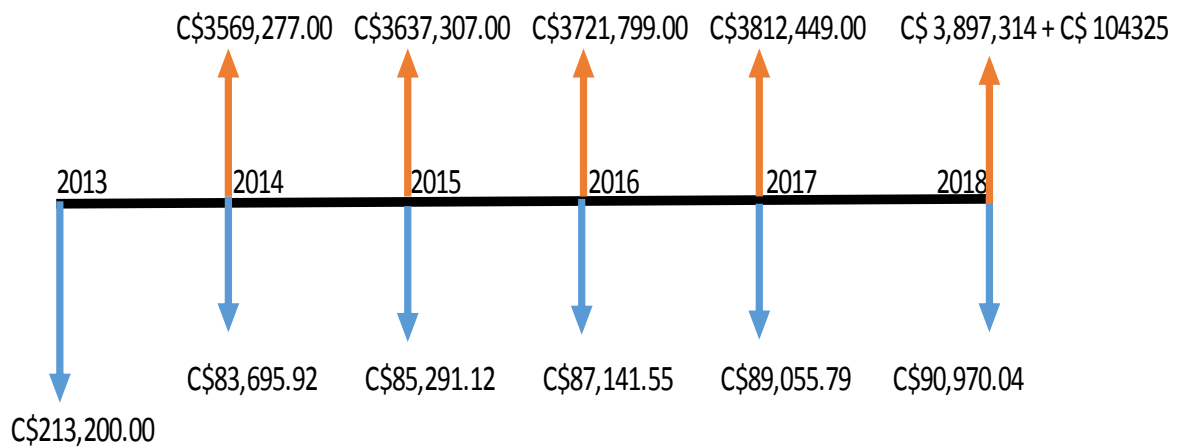 C$3569,277.00 C$3637,307.00 C$3721,799.00 C$3812,449.00 C$ 3,897,314 + C$ 104325
2013 2014 2015 2016 2017 2018
C$83,695.92 C$85,291.12 C$87,141.55 C$89,055.79 C$90,970.04
C$213,200.00